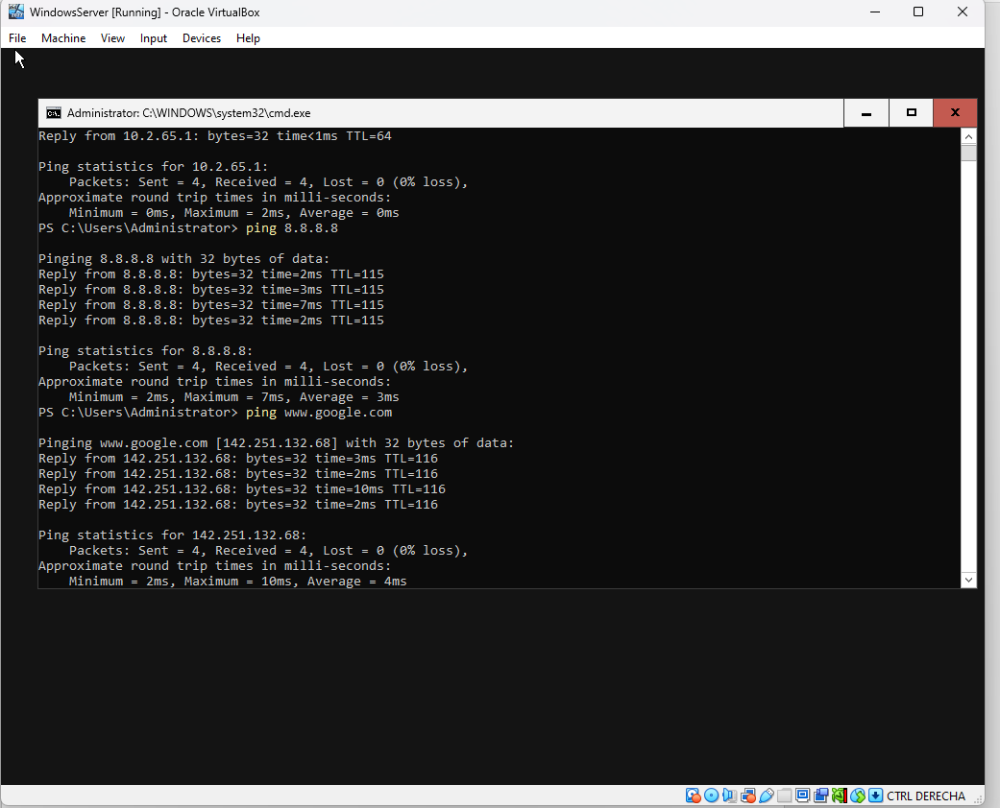 WindowsServer [Running] - Oracle VirtualBox
File Machine View Input Devices Help
Administrator: C:\WINDOWS\system32\cmd.exe
Reply from 10.2.65.1: bytes=32 time<1ms TTL=64
Ping statistics for 10.2.65.1:
Packets: Sent = 4, Received = 4, Lost = 0 (0% loss),
Approximate round trip times in milli-seconds:
Minimum = 0ms, Maximum = 2ms, Average = 0ms
PS C:\Users\Administrator> ping 8.8.8.8
Pinging 8.8.8.8 with 32 bytes of data:
Reply from 8.8.8.8: bytes=32 time=2ms TTL=115
Reply from 8.8.8.8: bytes=32 time=3ms TTL=115
Reply from 8.8.8.8: bytes=32 time=7ms TTL=115
Reply from 8.8.8.8: bytes=32 time=2ms TTL=115
Ping statistics for 8.8.8.8:
Packets: Sent = 4, Received = 4, Lost = 0 (0% loss),
Approximate round trip times in milli-seconds:
Minimum = 2ms, Maximum = 7ms, Average = 3ms
PS C:\Users\Administrator> ping www.google.com
Pinging www.google.com [142.251.132.68] with 32 bytes of data:
Reply from 142.251.132.68: bytes=32 time=3ms TTL=116
Reply from 142.251.132.68: bytes=32 time=2ms TTL=116
Reply from 142.251.132.68: bytes=32 time=10ms TTL=116
Reply from 142.251.132.68: bytes=32 time=2ms TTL=116
Ping statistics for 142.251.132.68:
Packets: Sent = 4, Received = 4, Lost = 0 (0% loss),
Approximate round trip times in milli-seconds:
Minimum = 2ms, Maximum = 10ms, Average = 4ms
CTRL DERECHA